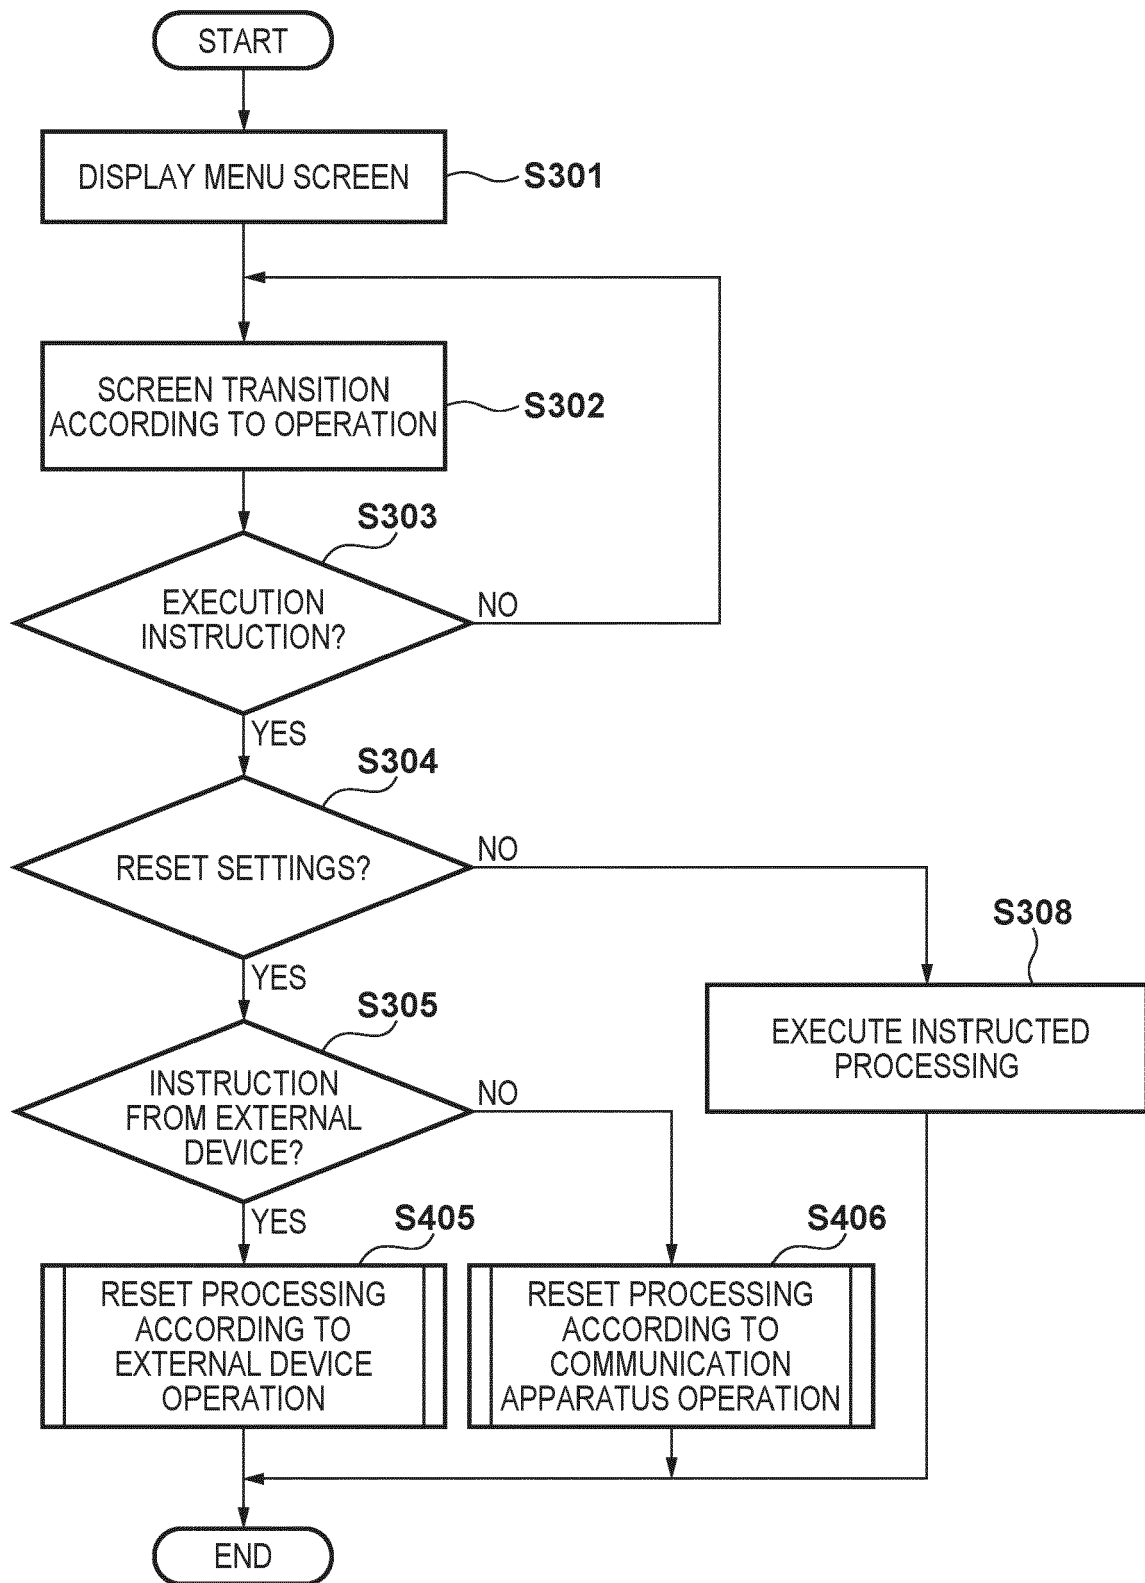 START
DISPLAY MENU SCREEN
S301
SCREEN TRANSITION
ACCORDING TO OPERATION
S302
S303
EXECUTION
INSTRUCTION?
NO
YES
S304
RESET SETTINGS?
NO
YES
S308
EXECUTE INSTRUCTED
PROCESSING
S305
INSTRUCTION
FROM EXTERNAL
DEVICE?
NO
YES
S405
RESET PROCESSING
ACCORDING TO
EXTERNAL DEVICE
OPERATION
S406
RESET PROCESSING
ACCORDING TO
COMMUNICATION
APPARATUS OPERATION
END